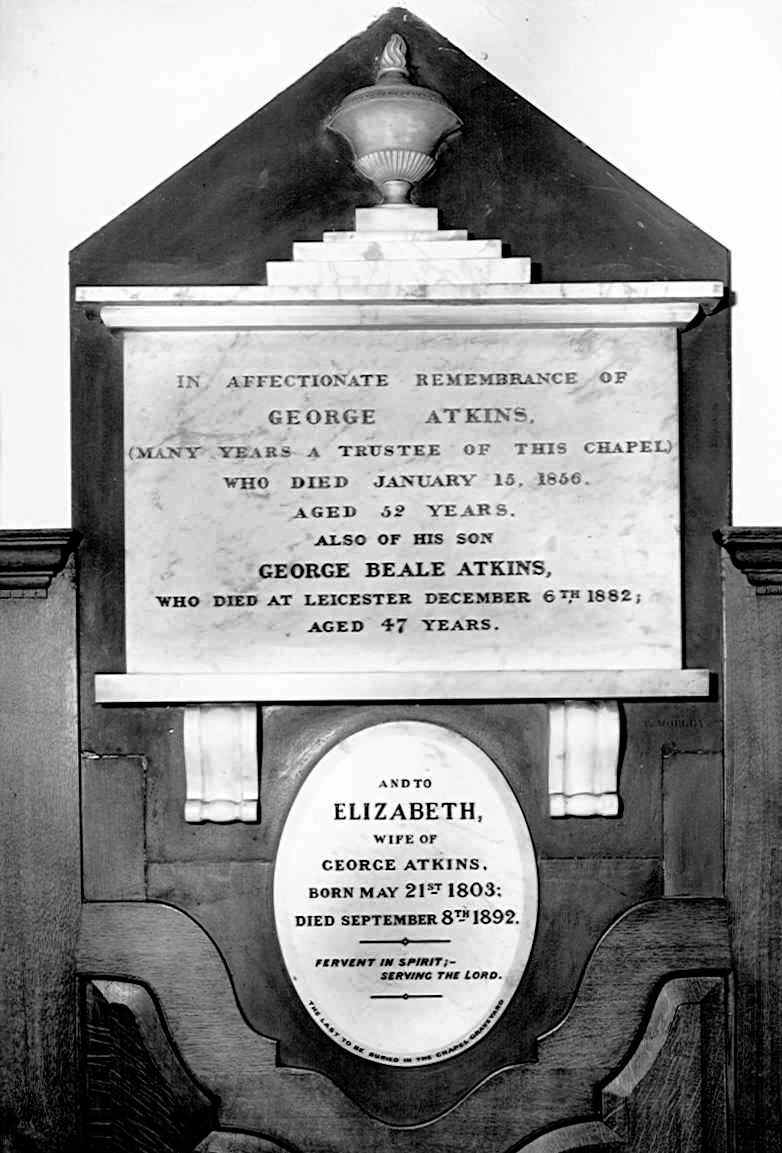 IN AFFECTIONATE REMEMBRANCE OF
GEORGE ATKINS,
(MANY YEARS A TRUSTEE OF THIS CHAPEL)
WHO DIED JANUARY 15, 1856.
AGED 52 YEARS.
ALSO OF HIS SON
GEORGE BEALE ATKINS,
WHO DIED AT LEICESTER DECEMBER 6TH 1882;
AGED 47 YEARS.
AND TO
ELIZABETH,
WIFE OF
GEORGE ATKINS,
BORN MAY 21ST 1803;
DIED SEPTEMBER 8TH 1892.
FERVENT IN SPIRIT;-
SERVING THE LORD.
THE LAST TO BE BURIED IN THE CHAPEL GRAVEYARD